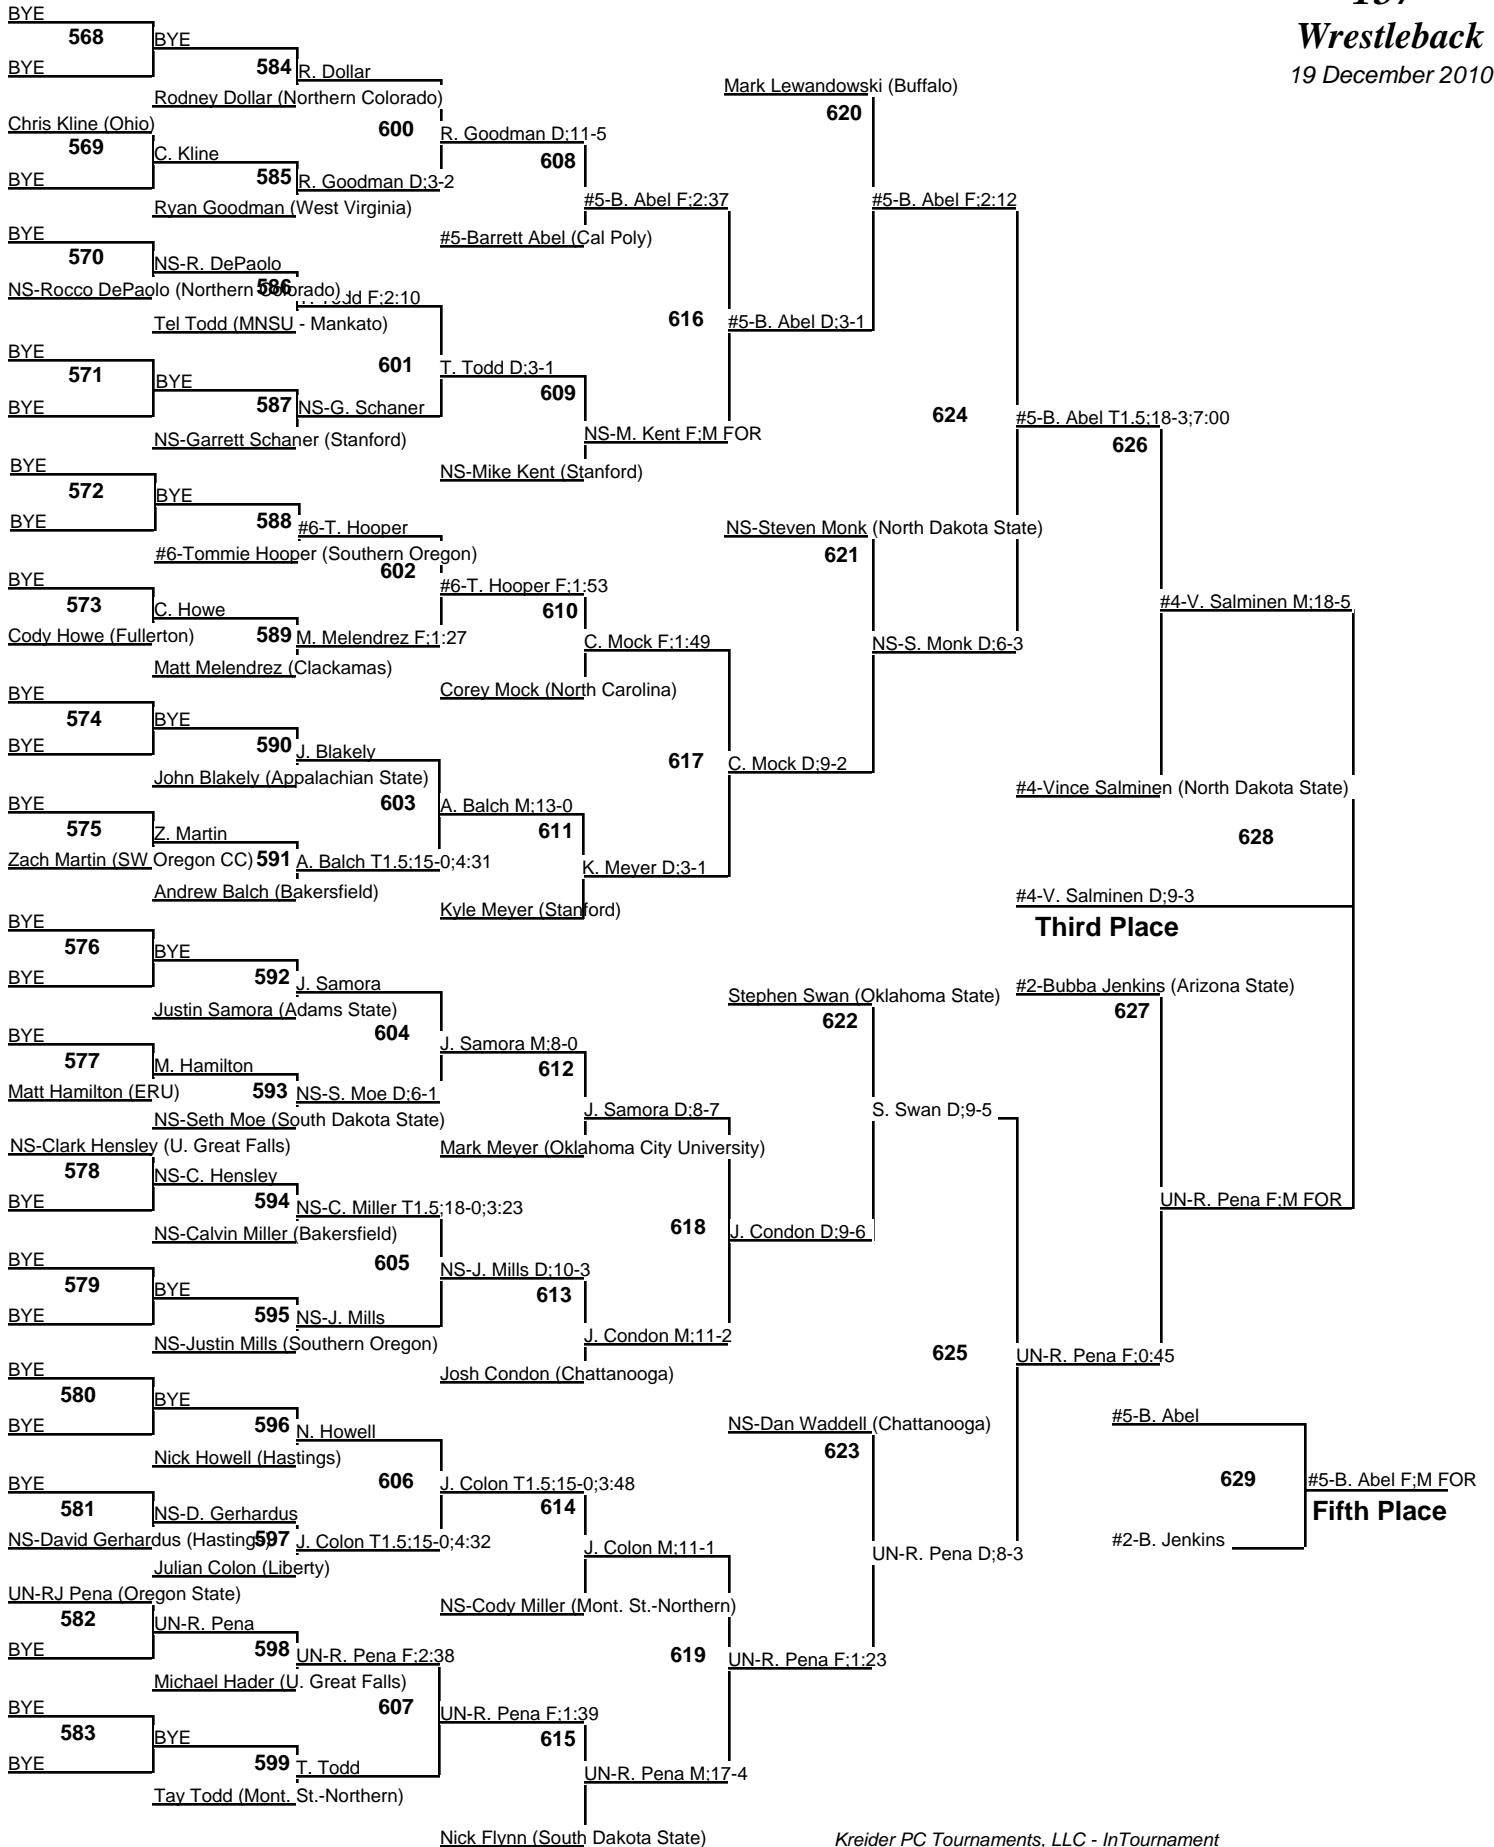 157
Wrestleback
19 December 2010
BYE
568
BYE
BYE
584
R. Dollar
Rodney Dollar (Northern Colorado)
Chris Kline (Ohio)
569
BYE
C. Kline
585
R. Goodman D;3-2
Ryan Goodman (West Virginia)
600
R. Goodman D;11-5
608
#5-B. Abel F;2:37
#5-Barrett Abel (Cal Poly)
BYE
570
NS-Rocco DePaolo (Northern Colorado)
NS-R. DePaolo
586
Todd F;2:10
Tel Todd (MNSU - Mankato)
BYE
571
BYE
BYE
587
NS-G. Schaner
NS-Garrett Schaner (Stanford)
601
T. Todd D;3-1
609
NS-M. Kent F;M FOR
NS-Mike Kent (Stanford)
616
#5-B. Abel D;3-1
Mark Lewandowski (Buffalo)
620
#5-B. Abel F;2:12
BYE
572
BYE
BYE
588
#6-T. Hooper
#6-Tommie Hooper (Southern Oregon)
602
#6-T. Hooper F;1:53
BYE
573
Cody Howe (Fullerton)
C. Howe
589
M. Melendrez F;1:27
Matt Melendrez (Clackamas)
610
C. Mock F;1:49
Corey Mock (North Carolina)
BYE
574
BYE
BYE
590
J. Blakely
John Blakely (Appalachian State)
603
A. Balch M;13-0
BYE
575
Zach Martin (SW Oregon CC)
Z. Martin
591
A. Balch T1.5;15-0;4:31
Andrew Balch (Bakersfield)
611
K. Meyer D;3-1
Kyle Meyer (Stanford)
617
C. Mock D;9-2
NS-Steven Monk (North Dakota State)
621
NS-S. Monk D;6-3
624
#5-B. Abel T1.5;18-3;7:00
626
#4-V. Salminen M;18-5
#4-Vince Salminen (North Dakota State)
628
#4-V. Salminen D;9-3
Third Place
BYE
576
BYE
BYE
592
J. Samora
Justin Samora (Adams State)
604
J. Samora M;8-0
BYE
577
Matt Hamilton (ERU)
M. Hamilton
593
NS-S. Moe D;6-1
NS-Seth Moe (South Dakota State)
612
J. Samora D;8-7
Mark Meyer (Oklahoma City University)
NS-Clark Hensley (U. Great Falls)
578
BYE
NS-C. Hensley
594
NS-C. Miller T1.5;18-0;3:23
NS-Calvin Miller (Bakersfield)
605
NS-J. Mills D;10-3
BYE
579
BYE
BYE
595
NS-J. Mills
NS-Justin Mills (Southern Oregon)
613
J. Condon M;11-2
Josh Condon (Chattanooga)
618
J. Condon D;9-6
Stephen Swan (Oklahoma State)
622
S. Swan D;9-5
#2-Bubba Jenkins (Arizona State)
627
UN-R. Pena F;M FOR
BYE
580
BYE
BYE
596
N. Howell
Nick Howell (Hastings)
606
J. Colon T1.5;15-0;3:48
BYE
581
NS-David Gerhardus (Hastings)
NS-D. Gerhardus
597
J. Colon T1.5;15-0;4:32
Julian Colon (Liberty)
614
J. Colon M;11-1
NS-Cody Miller (Mont. St.-Northern)
UN-RJ Pena (Oregon State)
582
BYE
UN-R. Pena
598
UN-R. Pena F;2:38
Michael Hader (U. Great Falls)
607
UN-R. Pena F;1:39
BYE
583
BYE
BYE
599
T. Todd
Tay Todd (Mont. St.-Northern)
615
UN-R. Pena M;17-4
Nick Flynn (South Dakota State)
619
UN-R. Pena F;1:23
NS-Dan Waddell (Chattanooga)
623
UN-R. Pena D;8-3
625
UN-R. Pena F;0:45
#5-B. Abel
629
#2-B. Jenkins
#5-B. Abel F;M FOR
Fifth Place
Kreider PC Tournaments, LLC - InTournament